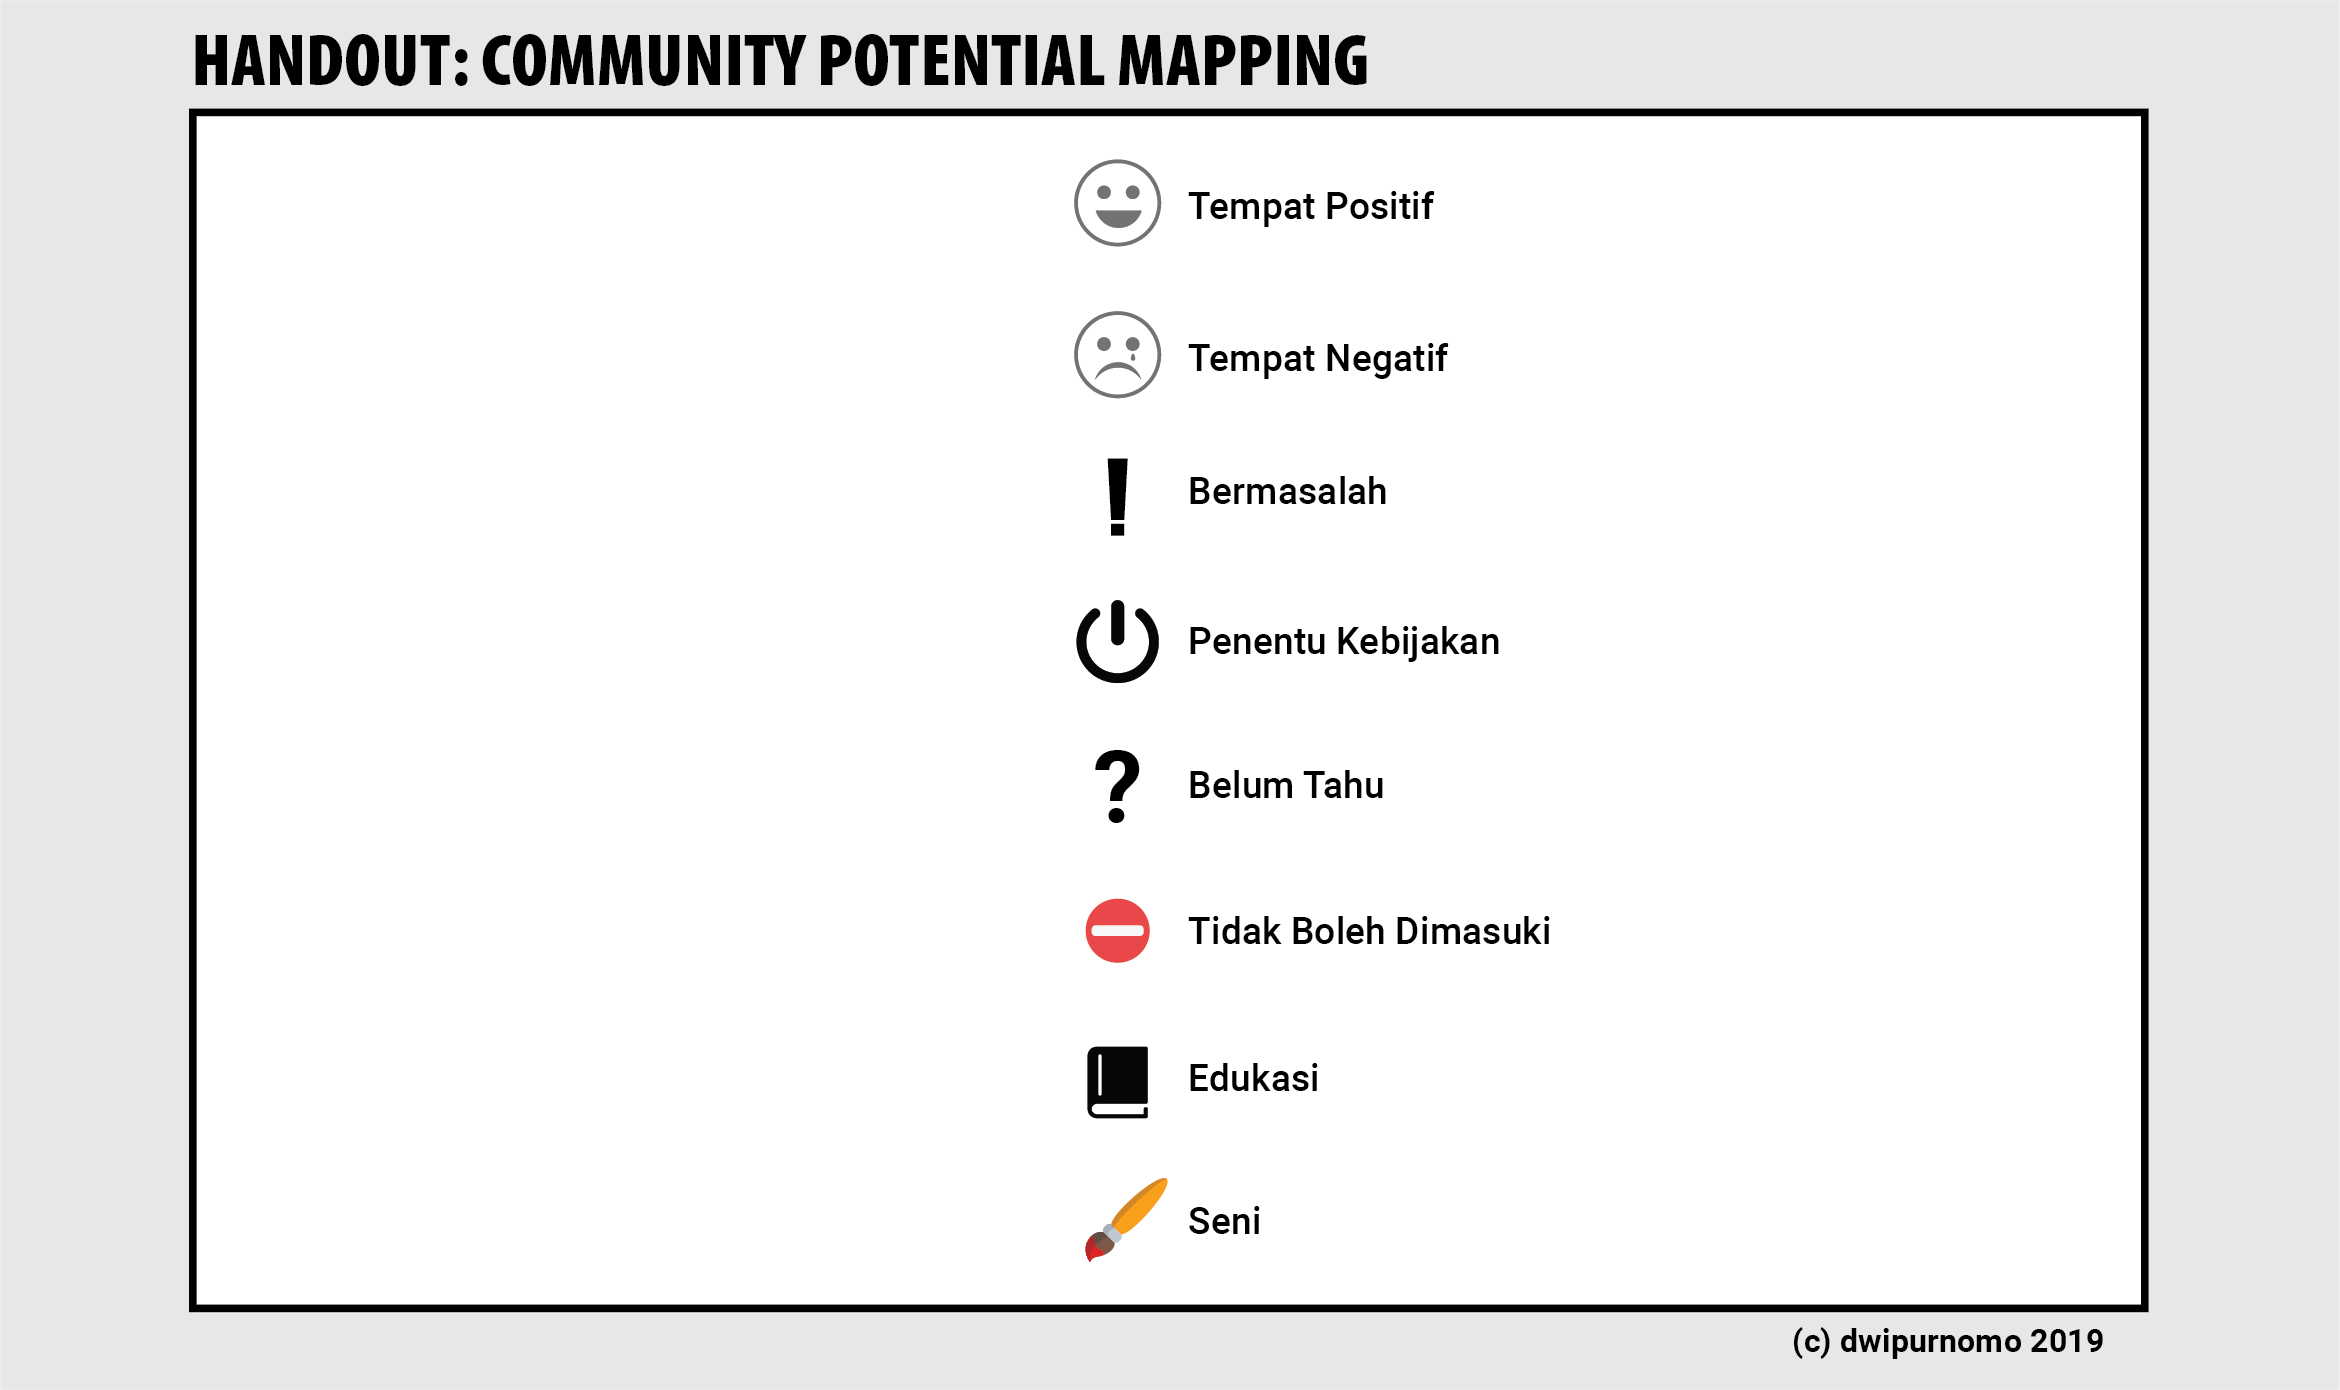 HANDOUT: COMMUNITY POTENTIAL MAPPING
Tempat Positif
Tempat Negatif
! Bermasalah
Penentu Kebijakan
? Belum Tahu
Tidak Boleh Dimasuki
Edukasi
Seni
(c) dwipurnomo 2019